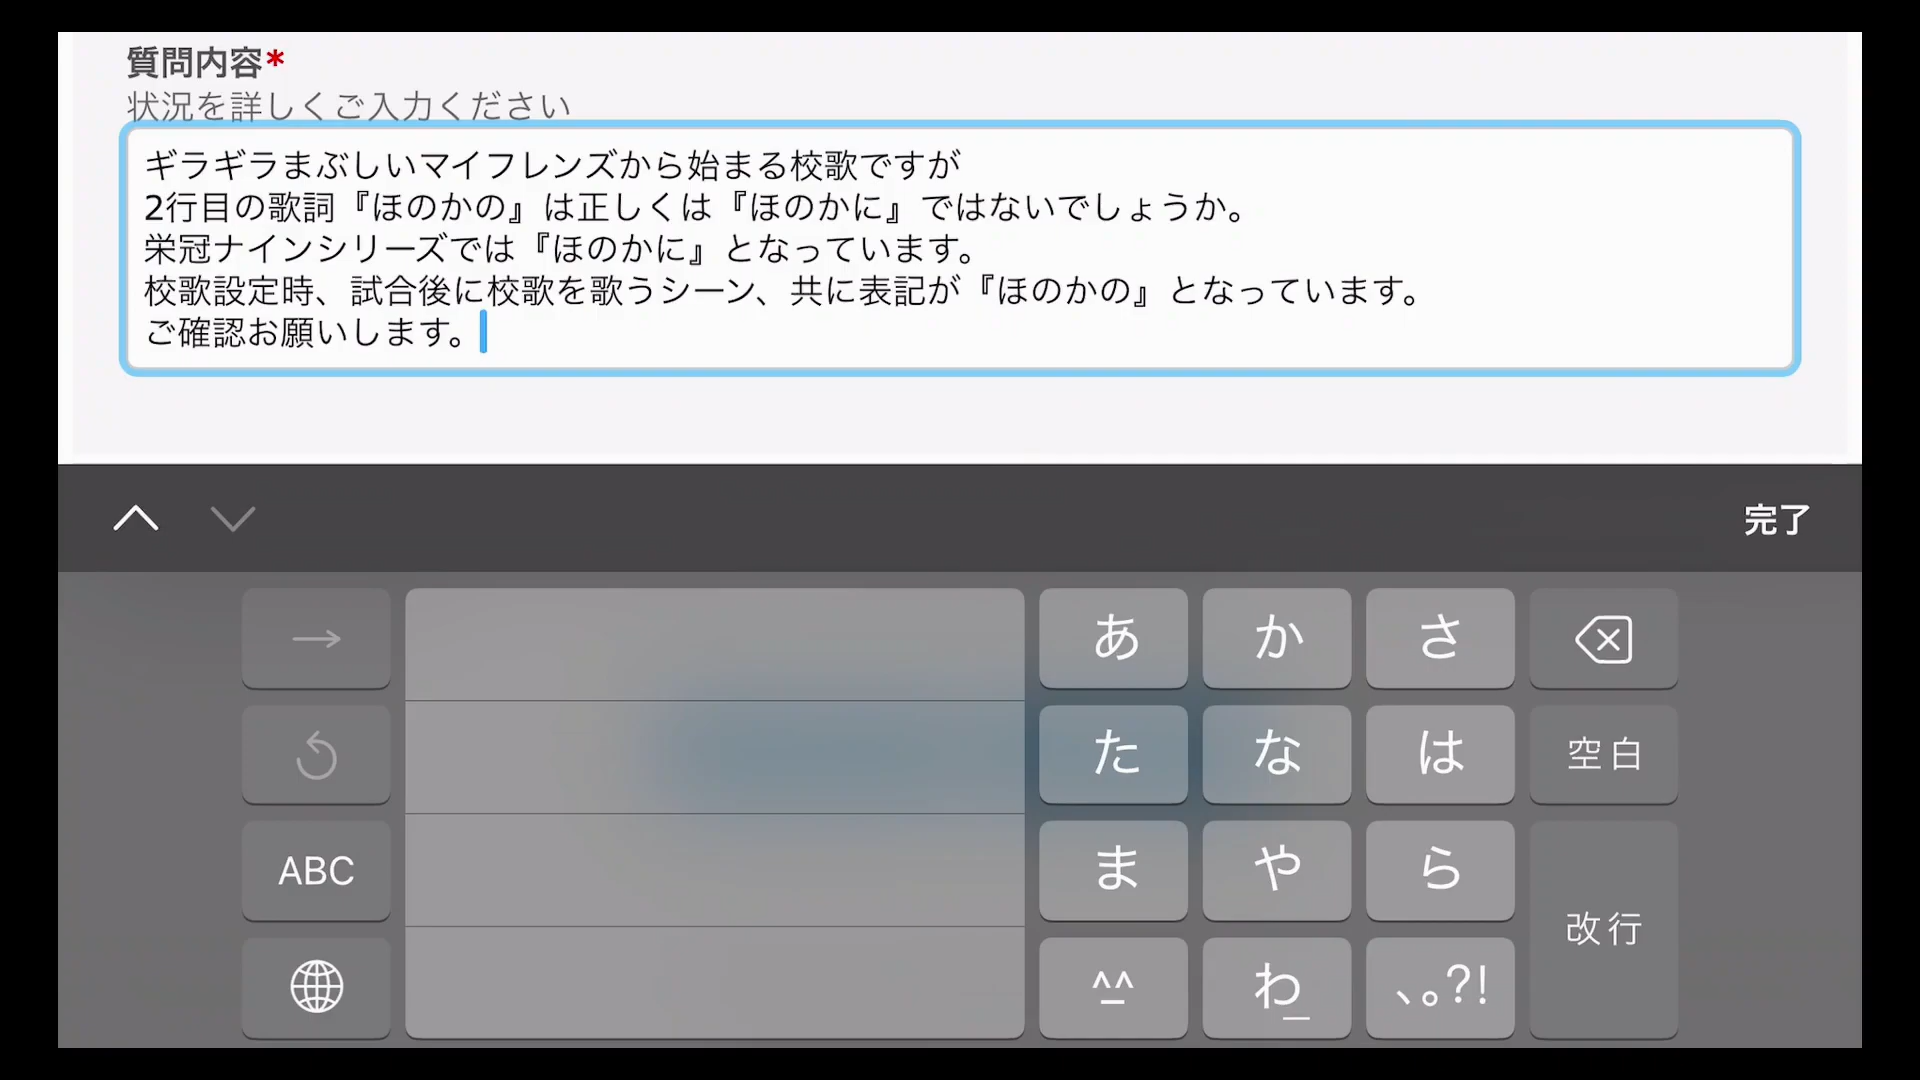 質問内容*
状況を詳しくご入力ください
ギラギラまぶしいマイフレンズから始まる校歌ですが
2行目の歌詞『ほのかの』は正しくは『ほのかに』ではないでしょうか。
栄冠ナインシリーズでは『ほのかに』となっています。
校歌設定時、試合後に校歌を歌うシーン、共に表記が『ほのかの』となっています。
ご確認お願いします。
完了
→ あ か さ
た な は 空白
ABC ま や ら
^_^ わ_ 、。?! 改行